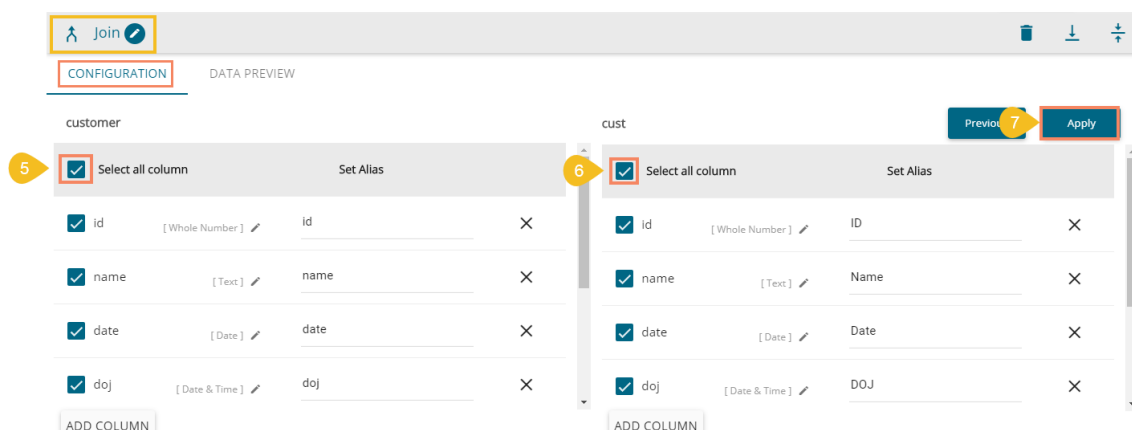 Join
CONFIGURATION DATA PREVIEW
customer
5 Select all column Set Alias
id [ Whole Number ] id
name [ Text ] name
date [ Date ] date
doj [ Date & Time ] doj
ADD COLUMN
cust
Previou 7 Apply
6 Select all column Set Alias
id [ Whole Number ] ID
name [ Text ] Name
date [ Date ] Date
doj [ Date & Time ] DOJ
ADD COLUMN